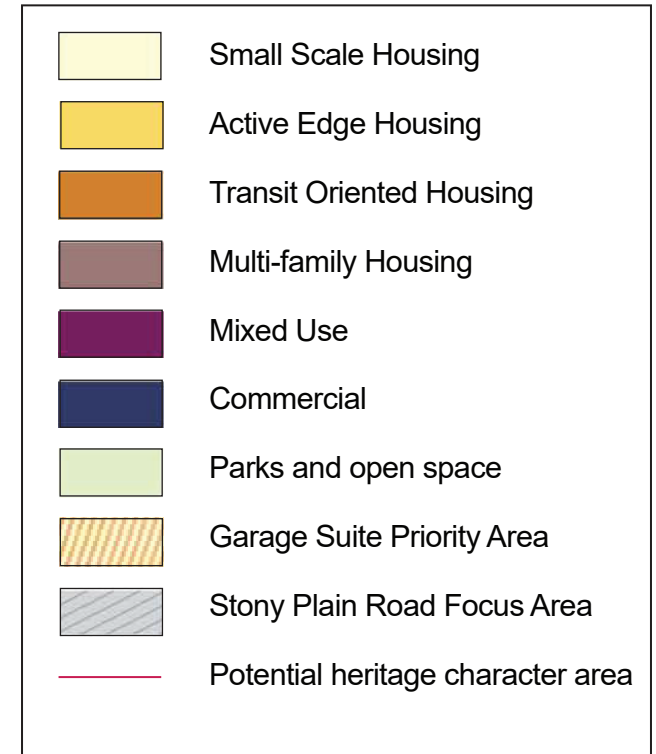 Small Scale Housing
Active Edge Housing
Transit Oriented Housing
Multi-family Housing
Mixed Use
Commercial
Parks and open space
Garage Suite Priority Area
Stony Plain Road Focus Area
Potential heritage character area